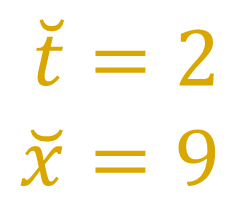 t̆ = 2
x̆ = 9